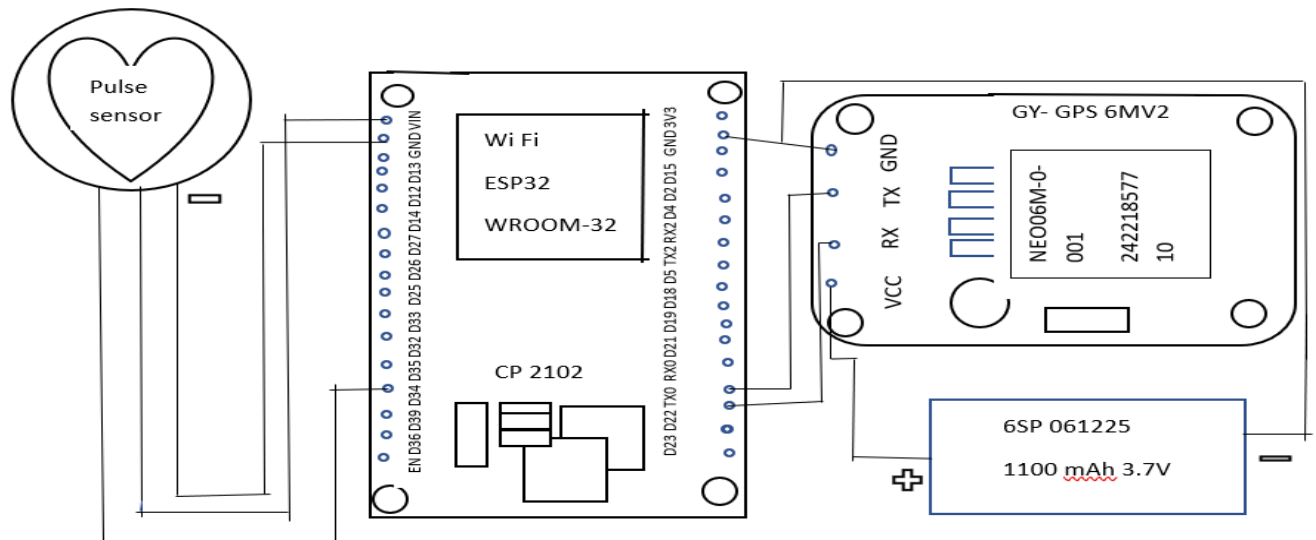 Pulse
sensor
EN D36 D39 D34 D35 D32 D33 D25 D26 D27 D14 D12 D13 GND VIN
Wi Fi
ESP32
WROOM-32
CP 2102
D23 D22 TX0 RX0 D21 D19 D18 D5 TX2 RX2 D4 D2 D15 GND 3V3
GY- GPS 6MV2
VCC RX TX GND
NEO06M-0-
001
242218577
10
6SP 061225
1100 mAh 3.7V